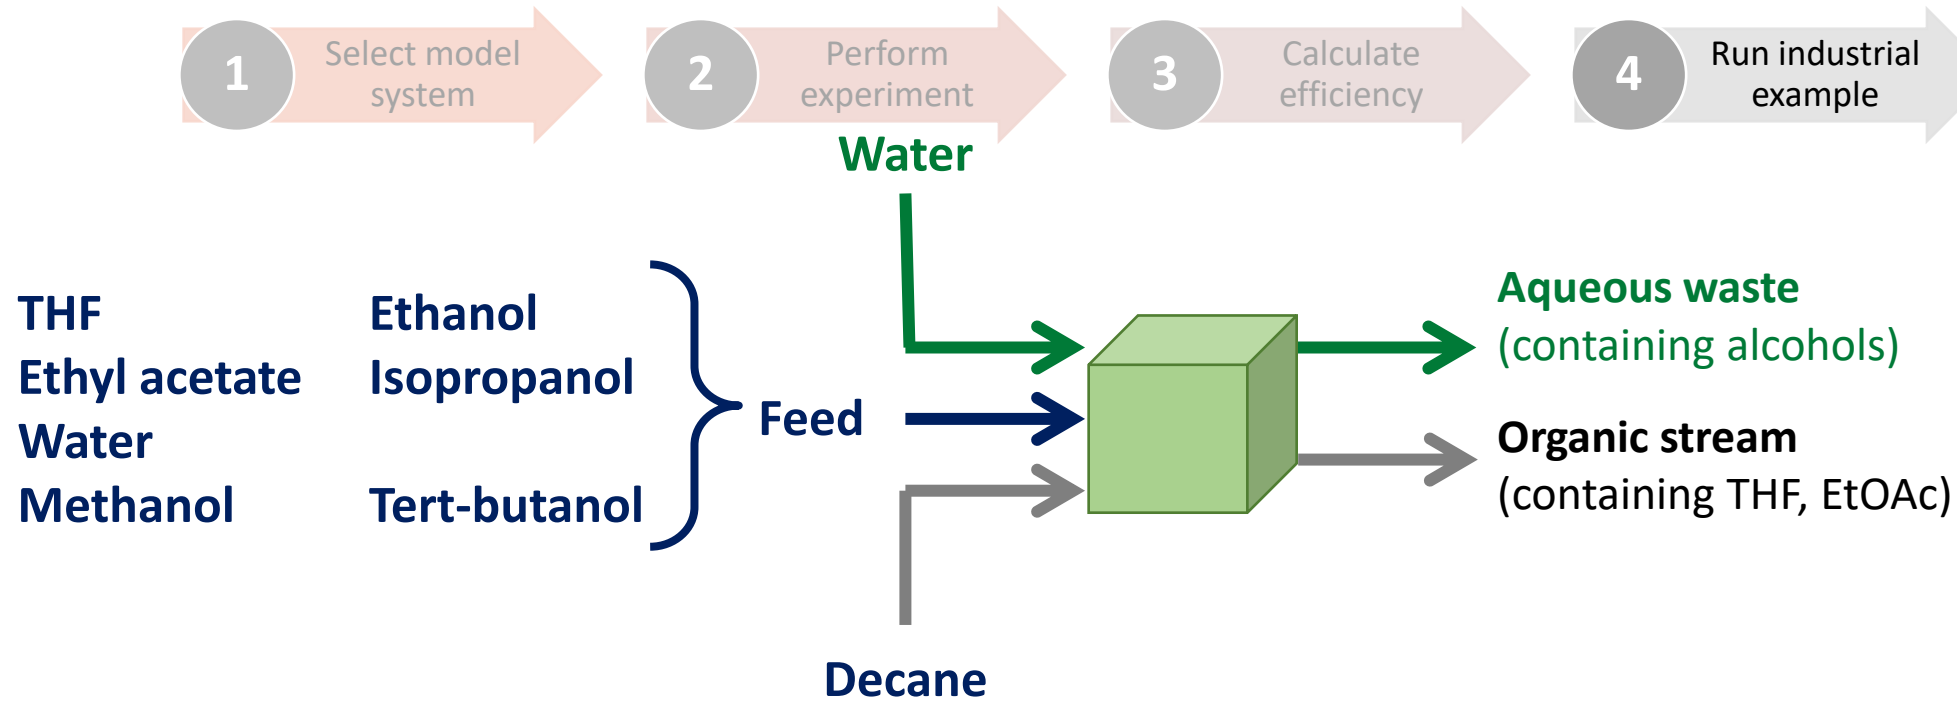 1
Select model
system
2
Perform
experiment
3
Calculate
efficiency
4
Run industrial
example
Water
THF
Ethyl acetate
Water
Methanol
Ethanol
Isopropanol
Tert-butanol
Feed
Decane
Aqueous waste
(containing alcohols)
Organic stream
(containing THF, EtOAc)